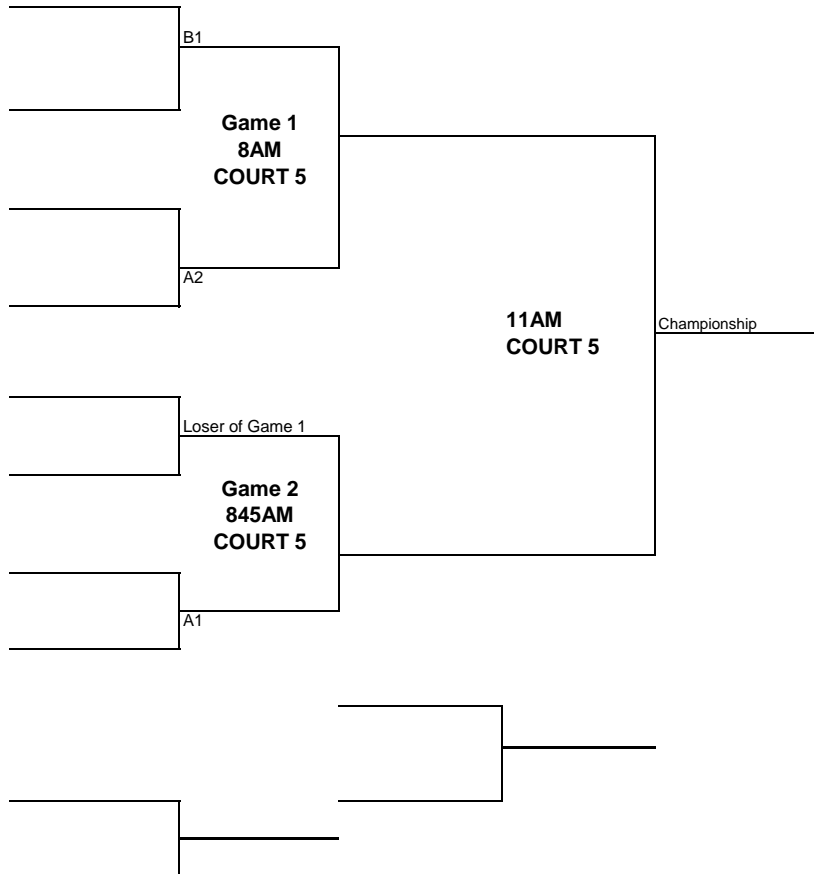 B1
Game 1
8AM
COURT 5
A2
11AM
COURT 5
Championship
Loser of Game 1
Game 2
845AM
COURT 5
A1